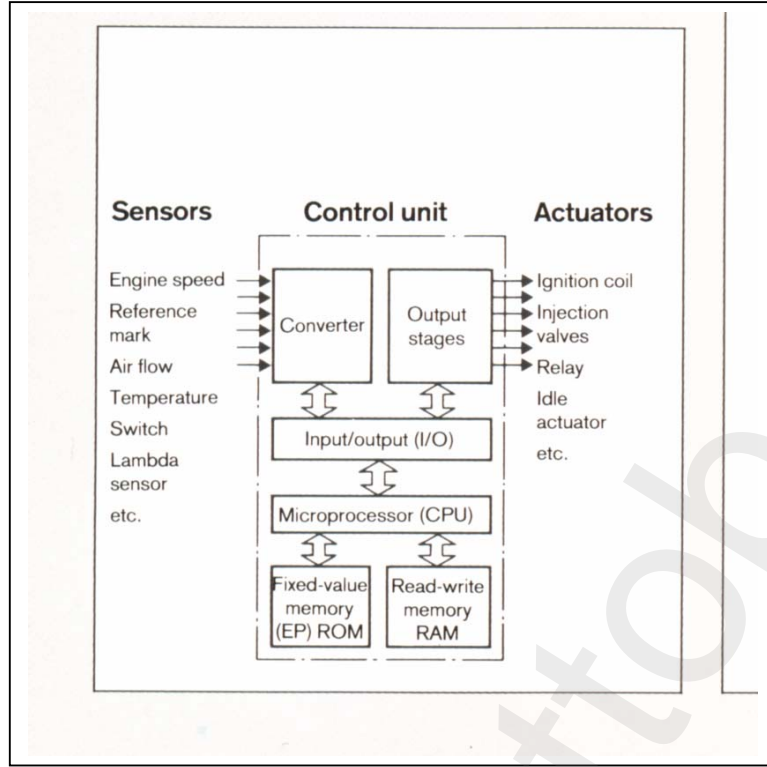 Sensors
Control unit
Actuators
Engine speed
Reference
mark
Air flow
Temperature
Switch
Lambda
sensor
etc.
Converter
Output
stages
Input/output (I/O)
Microprocessor (CPU)
Fixed-value
memory
(EP) ROM
Read-write
memory
RAM
Ignition coil
Injection
valves
Relay
Idle
actuator
etc.